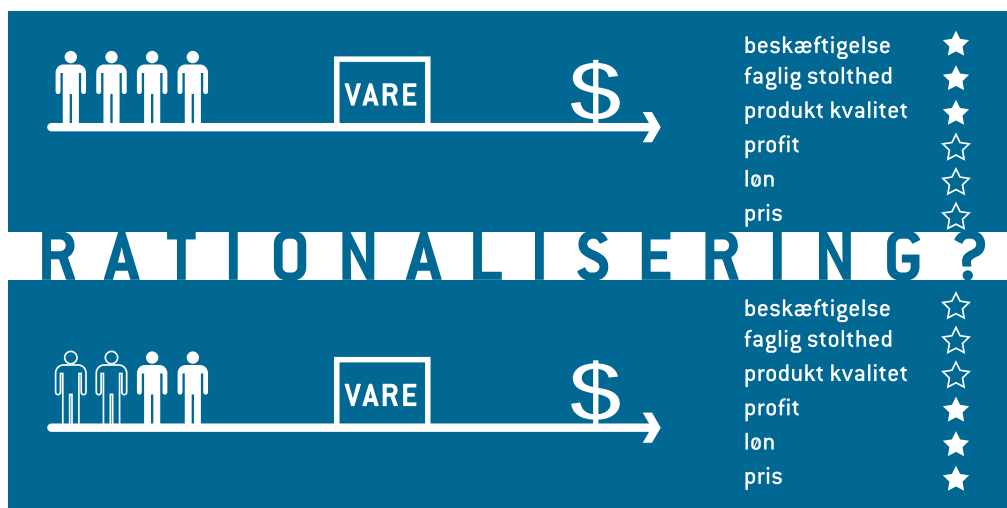 VARE
$
beskæftigelse
faglig stolthed
produkt kvalitet
profit
løn
pris
RATIONALISERING?
VARE
$
beskæftigelse
faglig stolthed
produkt kvalitet
profit
løn
pris